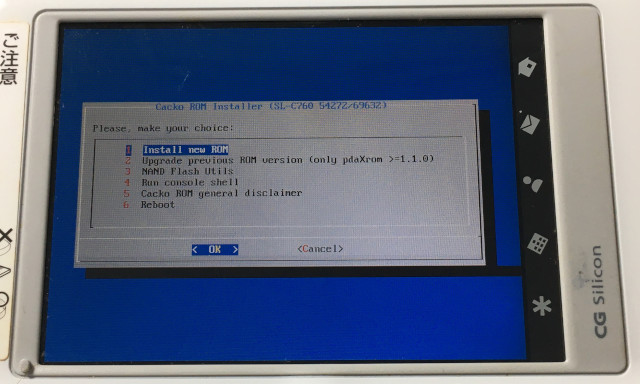 ご注意
Cacko ROM Installer (SL-C760 54272/69632)
Please, make your choice:
1 Install new ROM
2 Upgrade previous ROM version (only pdaXrom >=1.1.0)
3 NAND Flash Utils
4 Run console shell
5 Cacko ROM general disclaimer
6 Reboot
< OK > <Cancel>
CG Silicon